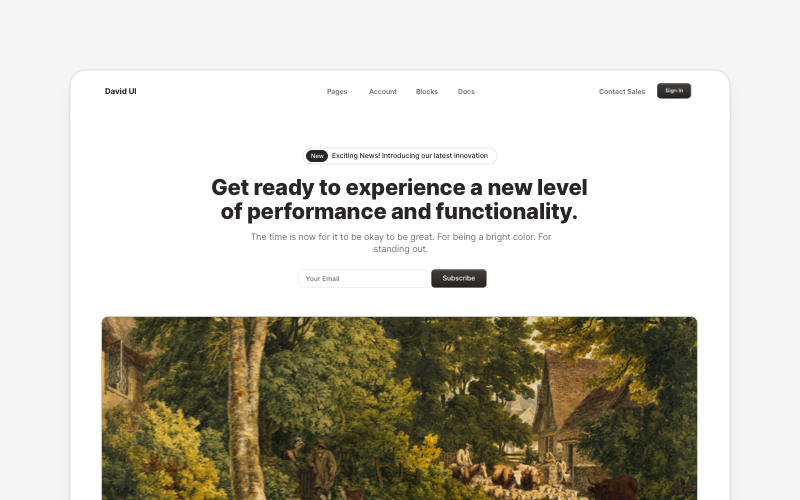 David UI
Pages Account Blocks Docs
Contact Sales Sign In
New Exciting News! Introducing our latest innovation
Get ready to experience a new level
of performance and functionality.
The time is now for it to be okay to be great. For being a bright color. For
standing out.
Your Email Subscribe